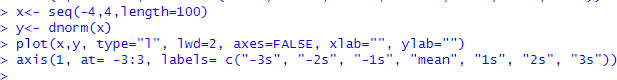 > x<- seq(-4,4,length=100)
> y<- dnorm(x)
> plot(x,y, type="l", lwd=2, axes=FALSE, xlab="", ylab="")
> axis(1, at= -3:3, labels= c("-3s", "-2s", "-1s", "mean", "1s", "2s", "3s"))
>